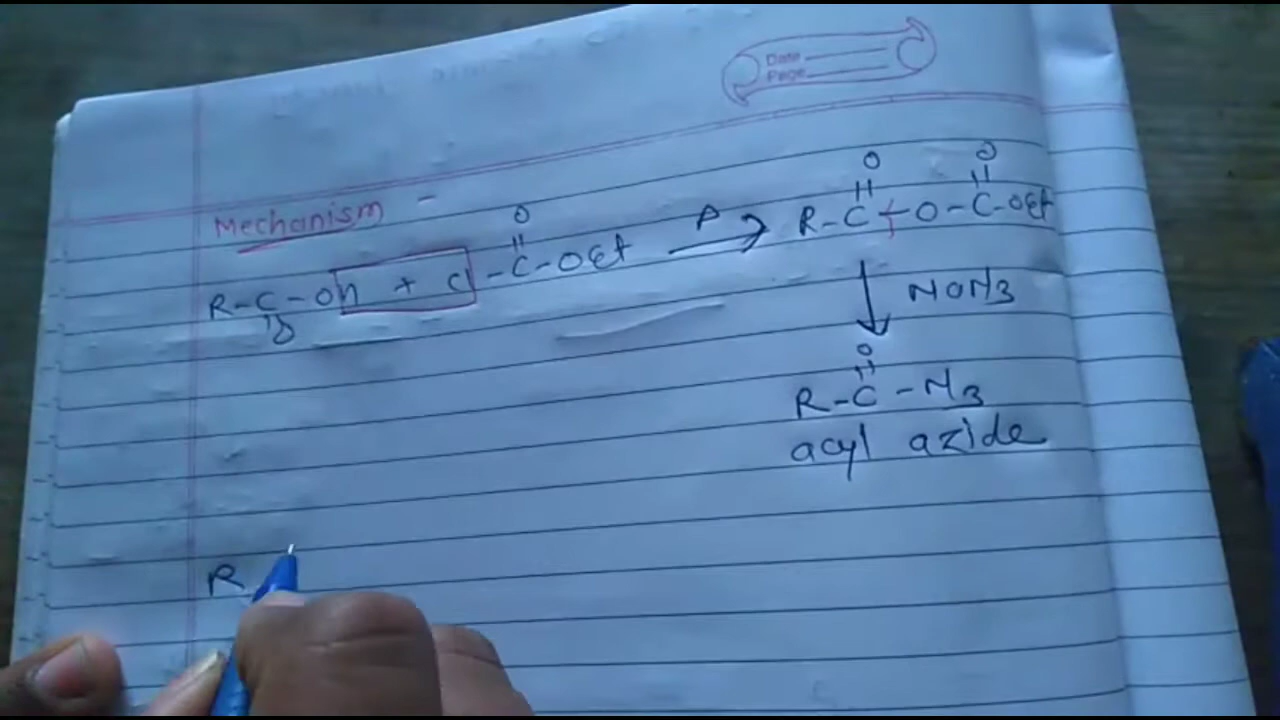 Date
Page
Mechanism -
R-C-OH + Cl-C-OEt
O
O
P
R-C-O-C-OEt
O
O
NaN3
R-C-N3
O
acyl azide
R